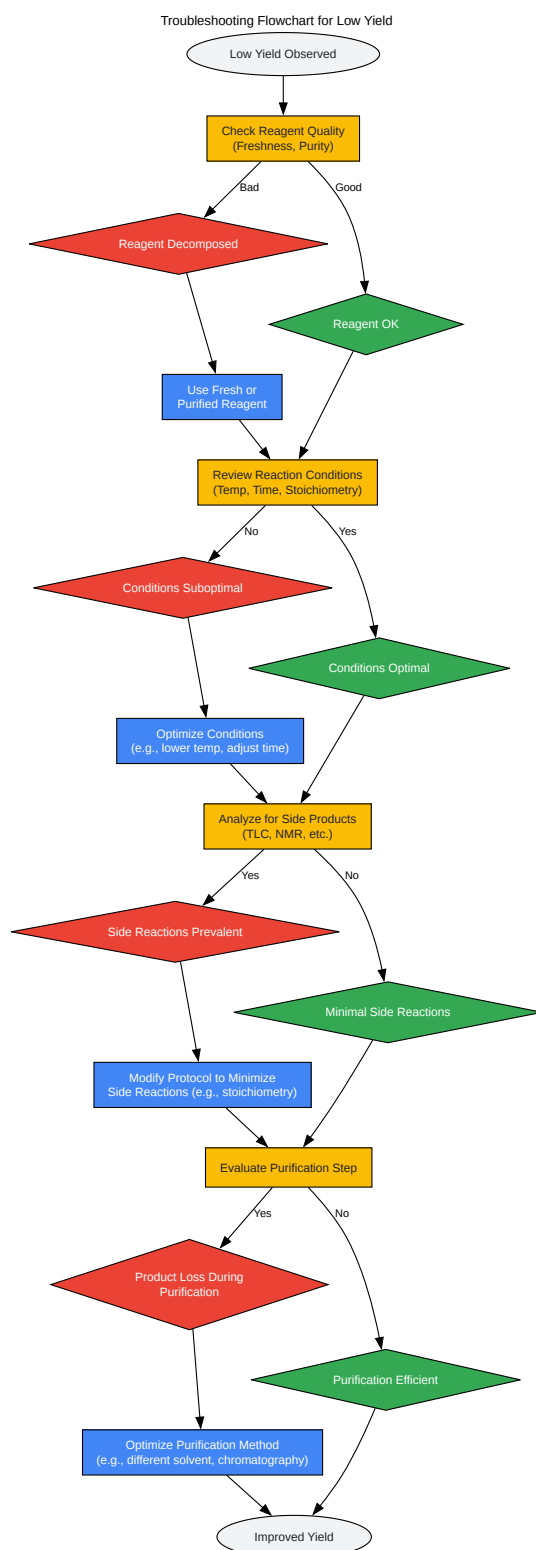 Troubleshooting Flowchart for Low Yield
Low Yield Observed
Check Reagent Quality
(Freshness, Purity)
Bad
Good
Reagent Decomposed
Reagent OK
Use Fresh or
Purified Reagent
Review Reaction Conditions
(Temp, Time, Stoichiometry)
No
Yes
Conditions Suboptimal
Conditions Optimal
Optimize Conditions
(e.g., lower temp, adjust time)
Analyze for Side Products
(TLC, NMR, etc.)
Yes
No
Side Reactions Prevalent
Minimal Side Reactions
Modify Protocol to Minimize
Side Reactions (e.g., stoichiometry)
Evaluate Purification Step
Yes
No
Product Loss During
Purification
Purification Efficient
Optimize Purification Method
(e.g., different solvent, chromatography)
Improved Yield